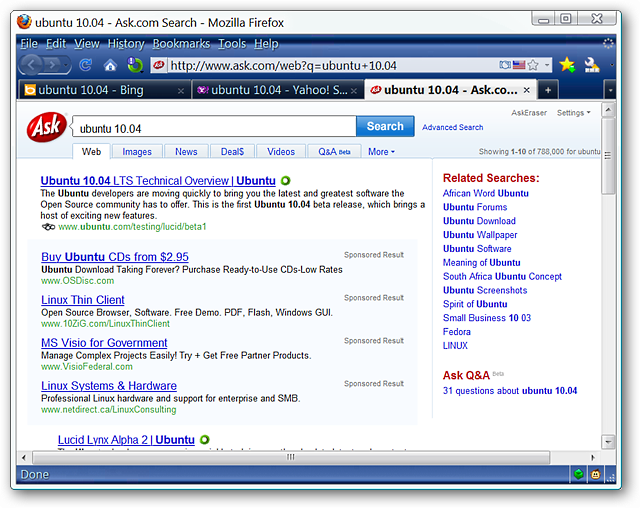 ubuntu 10.04 - Ask.com Search - Mozilla Firefox
File Edit View History Bookmarks Tools Help
http://www.ask.com/web?q=ubuntu+10.04
ubuntu 10.04 - Bing
ubuntu 10.04 - Yahoo! S...
ubuntu 10.04 - Ask.co...
AskEraser Settings
Ask
ubuntu 10.04
Search
Advanced Search
Web Images News Deal$ Videos Q&A Beta More
Showing 1-10 of 788,000 for ubuntu
Ubuntu 10.04 LTS Technical Overview | Ubuntu
The Ubuntu developers are moving quickly to bring you the latest and greatest software the
Open Source community has to offer. This is the first Ubuntu 10.04 beta release, which brings a
host of exciting new features.
www.ubuntu.com/testing/lucid/beta1
Buy Ubuntu CDs from $2.95
Sponsored Result
Ubuntu Download Taking Forever? Purchase Ready-to-Use CDs-Low Rates
www.OSDisc.com
Linux Thin Client
Sponsored Result
Open Source Browser, Software. Free Demo. PDF, Flash, Windows GUI.
www.10ZiG.com/LinuxThinClient
MS Visio for Government
Sponsored Result
Manage Complex Projects Easily! Try + Get Free Partner Products.
www.VisioFederal.com
Linux Systems & Hardware
Sponsored Result
Professional Linux hardware and support for enterprise and SMB.
www.netdirect.ca/LinuxConsulting
Lucid Lynx Alpha 2 | Ubuntu
Related Searches:
African Word Ubuntu
Ubuntu Forums
Ubuntu Download
Ubuntu Wallpaper
Ubuntu Software
Meaning of Ubuntu
South Africa Ubuntu Concept
Ubuntu Screenshots
Spirit of Ubuntu
Small Business 10 03
Fedora
LINUX
Ask Q&A Beta
31 questions about ubuntu 10.04
Done